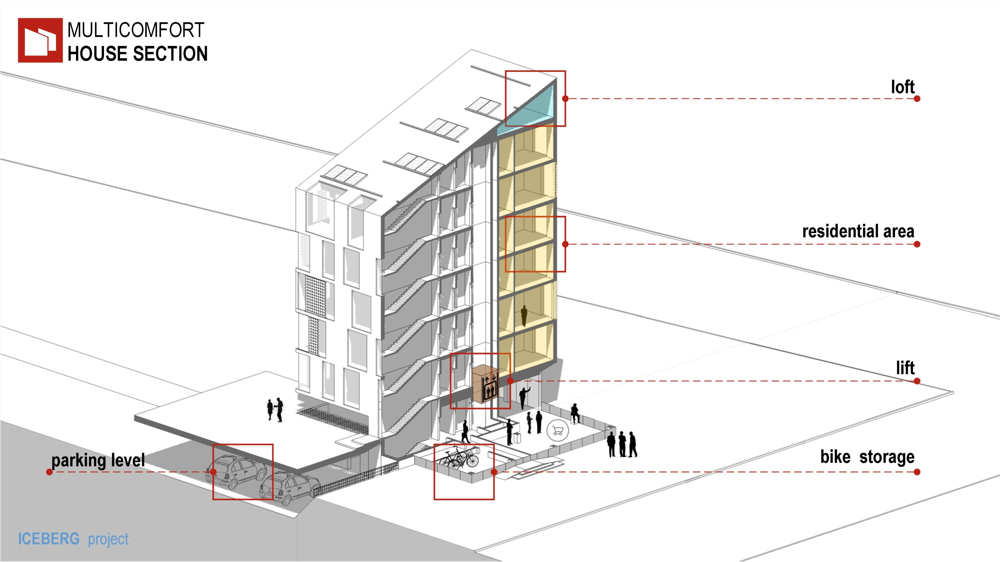 MULTICOMFORT
HOUSE SECTION
loft
residential area
lift
parking level
bike storage
ICEBERG project